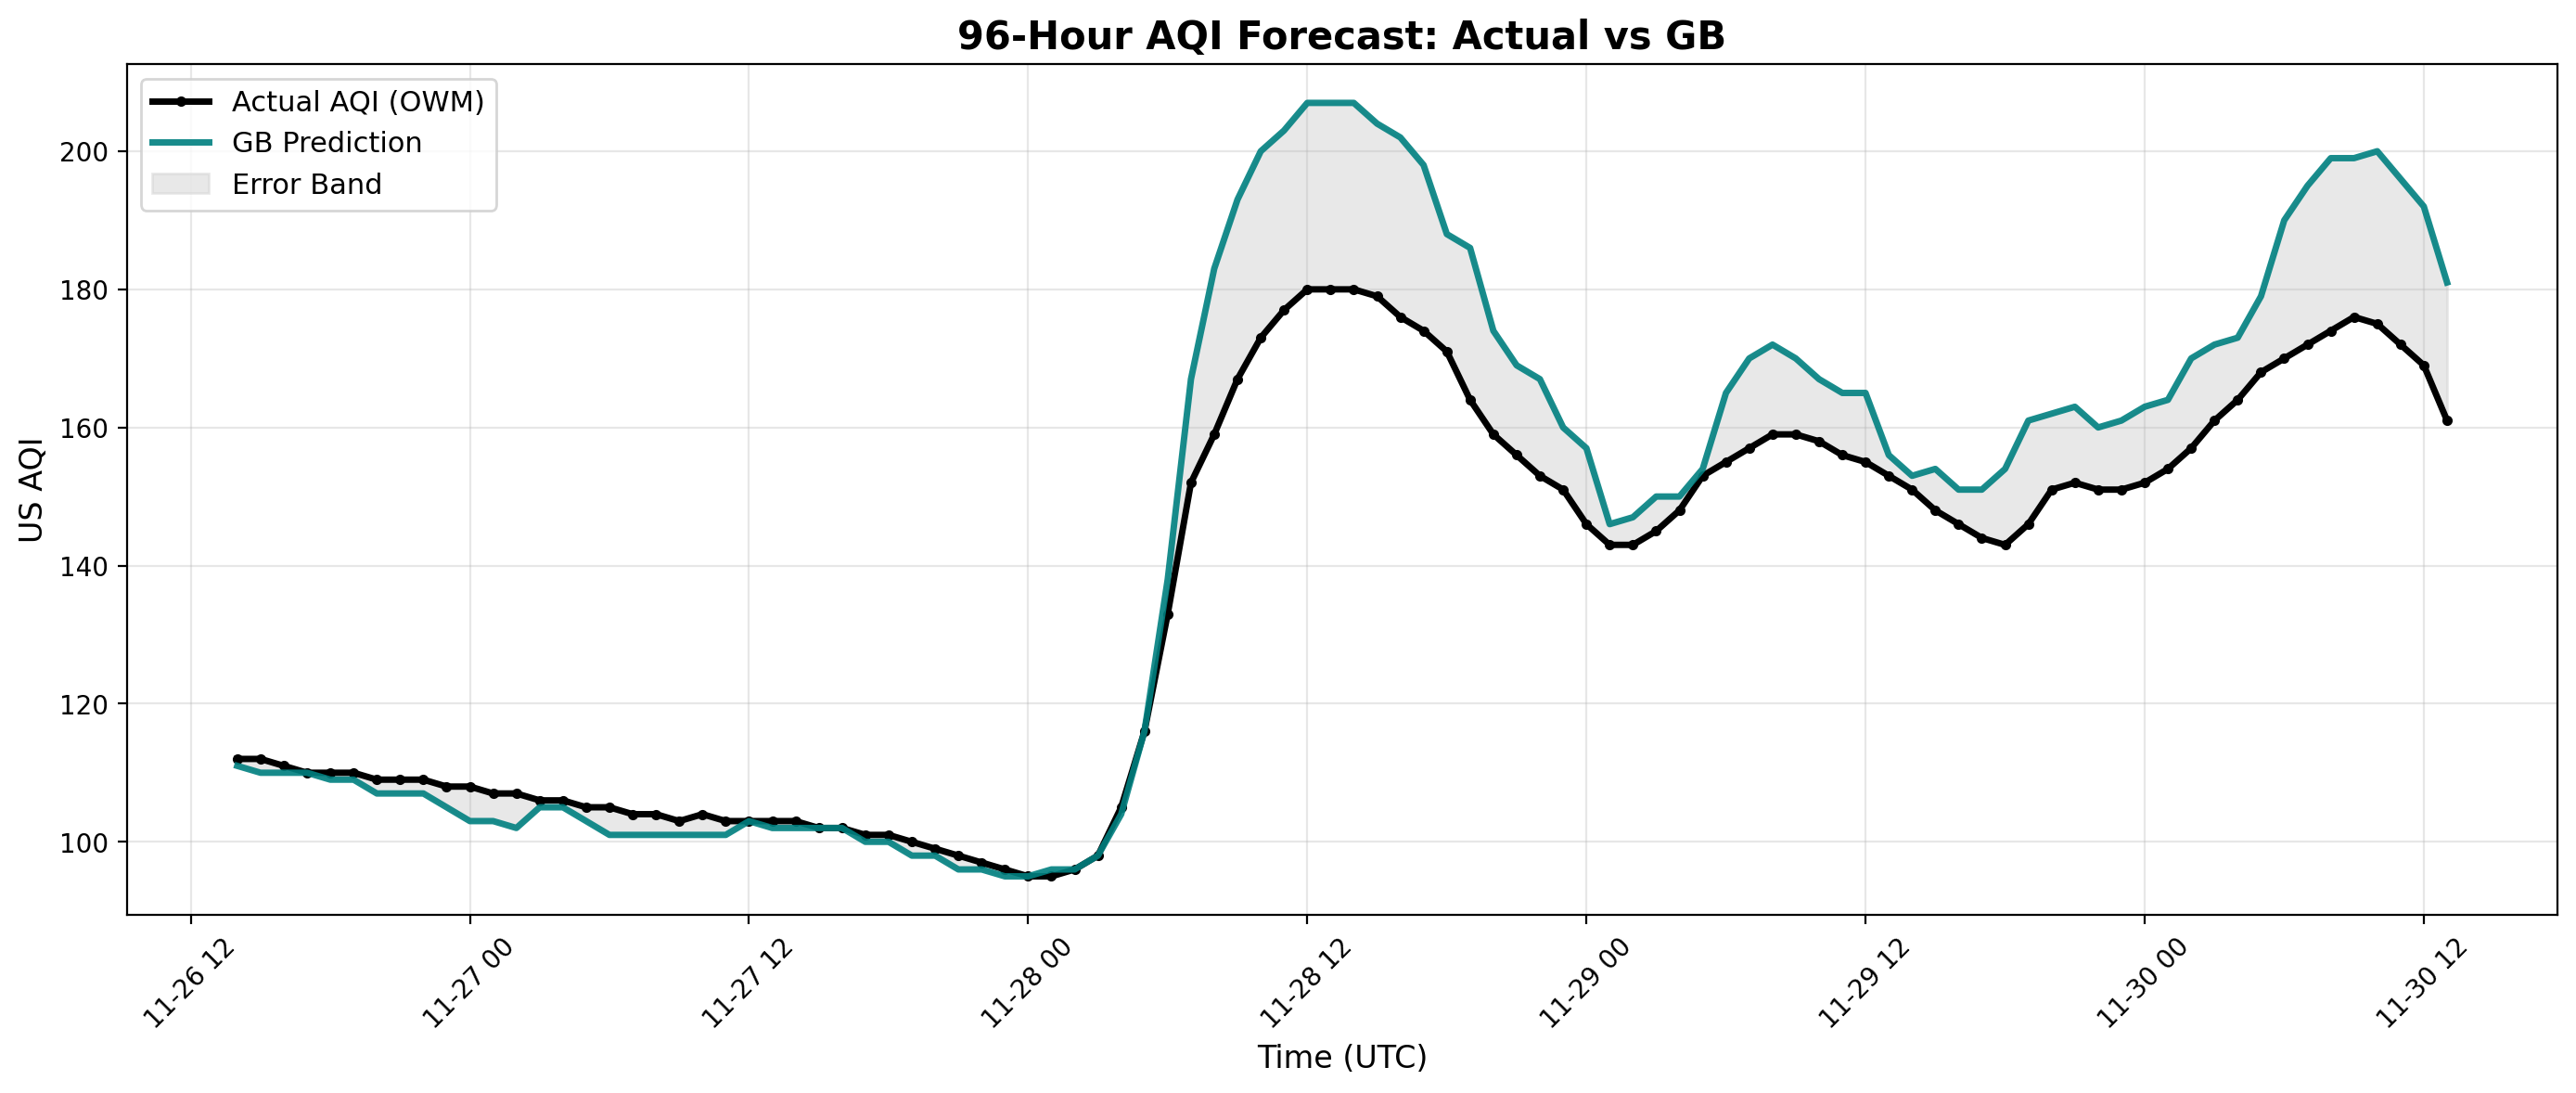 96-Hour AQI Forecast: Actual vs GB
Actual AQI (OWM)
GB Prediction
Error Band
US AQI
200
180
160
140
120
100
11-26 12
11-27 00
11-27 12
11-28 00
11-28 12
11-29 00
11-29 12
11-30 00
11-30 12
Time (UTC)